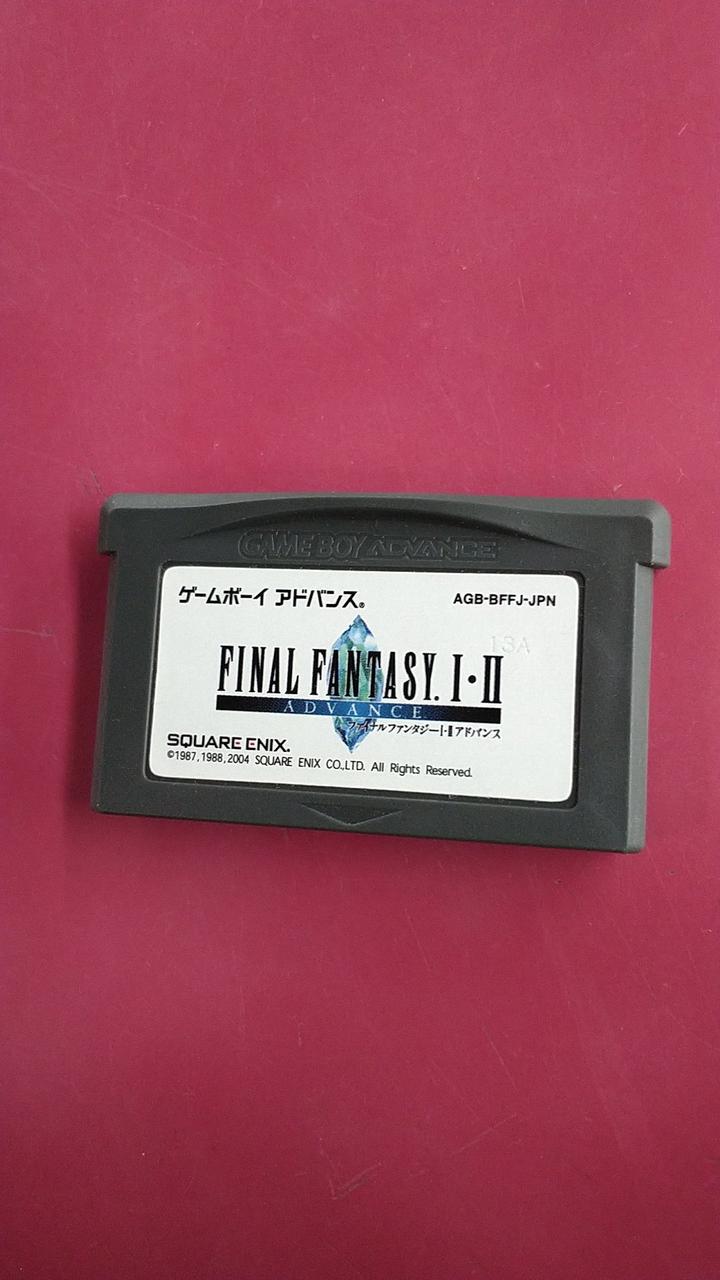 GAME BOY ADVANCE
ゲームボーイ アドバンス® AGB-BFFJ-JPN
13A
FINAL FANTASY. I・II
ADVANCE
ファイナルファンタジーI・II アドバンス
SQUARE ENIX.
©1987,1988,2004 SQUARE ENIX CO.,LTD. All Rights Reserved.